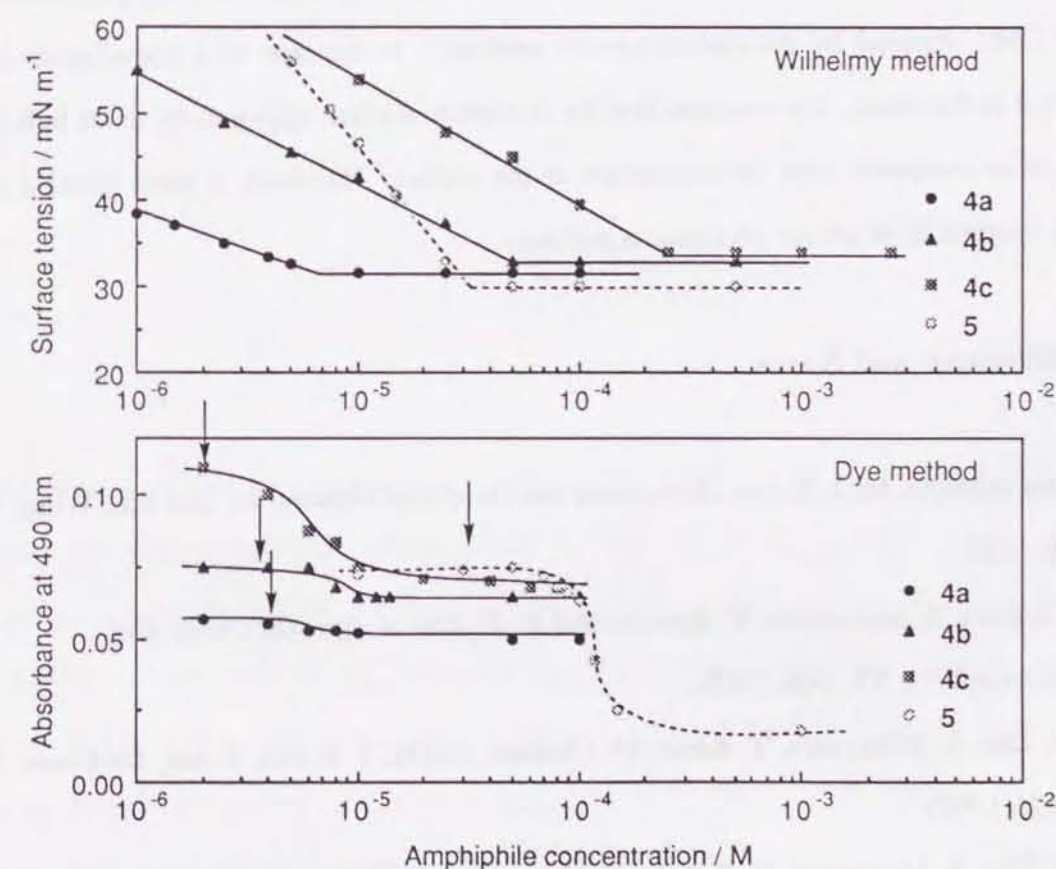 Surface tension / mN m⁻¹
60
50
40
30
20
Wilhelmy method
4a
4b
4c
5
10⁻⁶ 10⁻⁵ 10⁻⁴ 10⁻³ 10⁻²
Absorbance at 490 nm
0.10
0.05
0.00
Dye method
4a
4b
4c
5
10⁻⁶ 10⁻⁵ 10⁻⁴ 10⁻³ 10⁻²
Amphiphile concentration / M